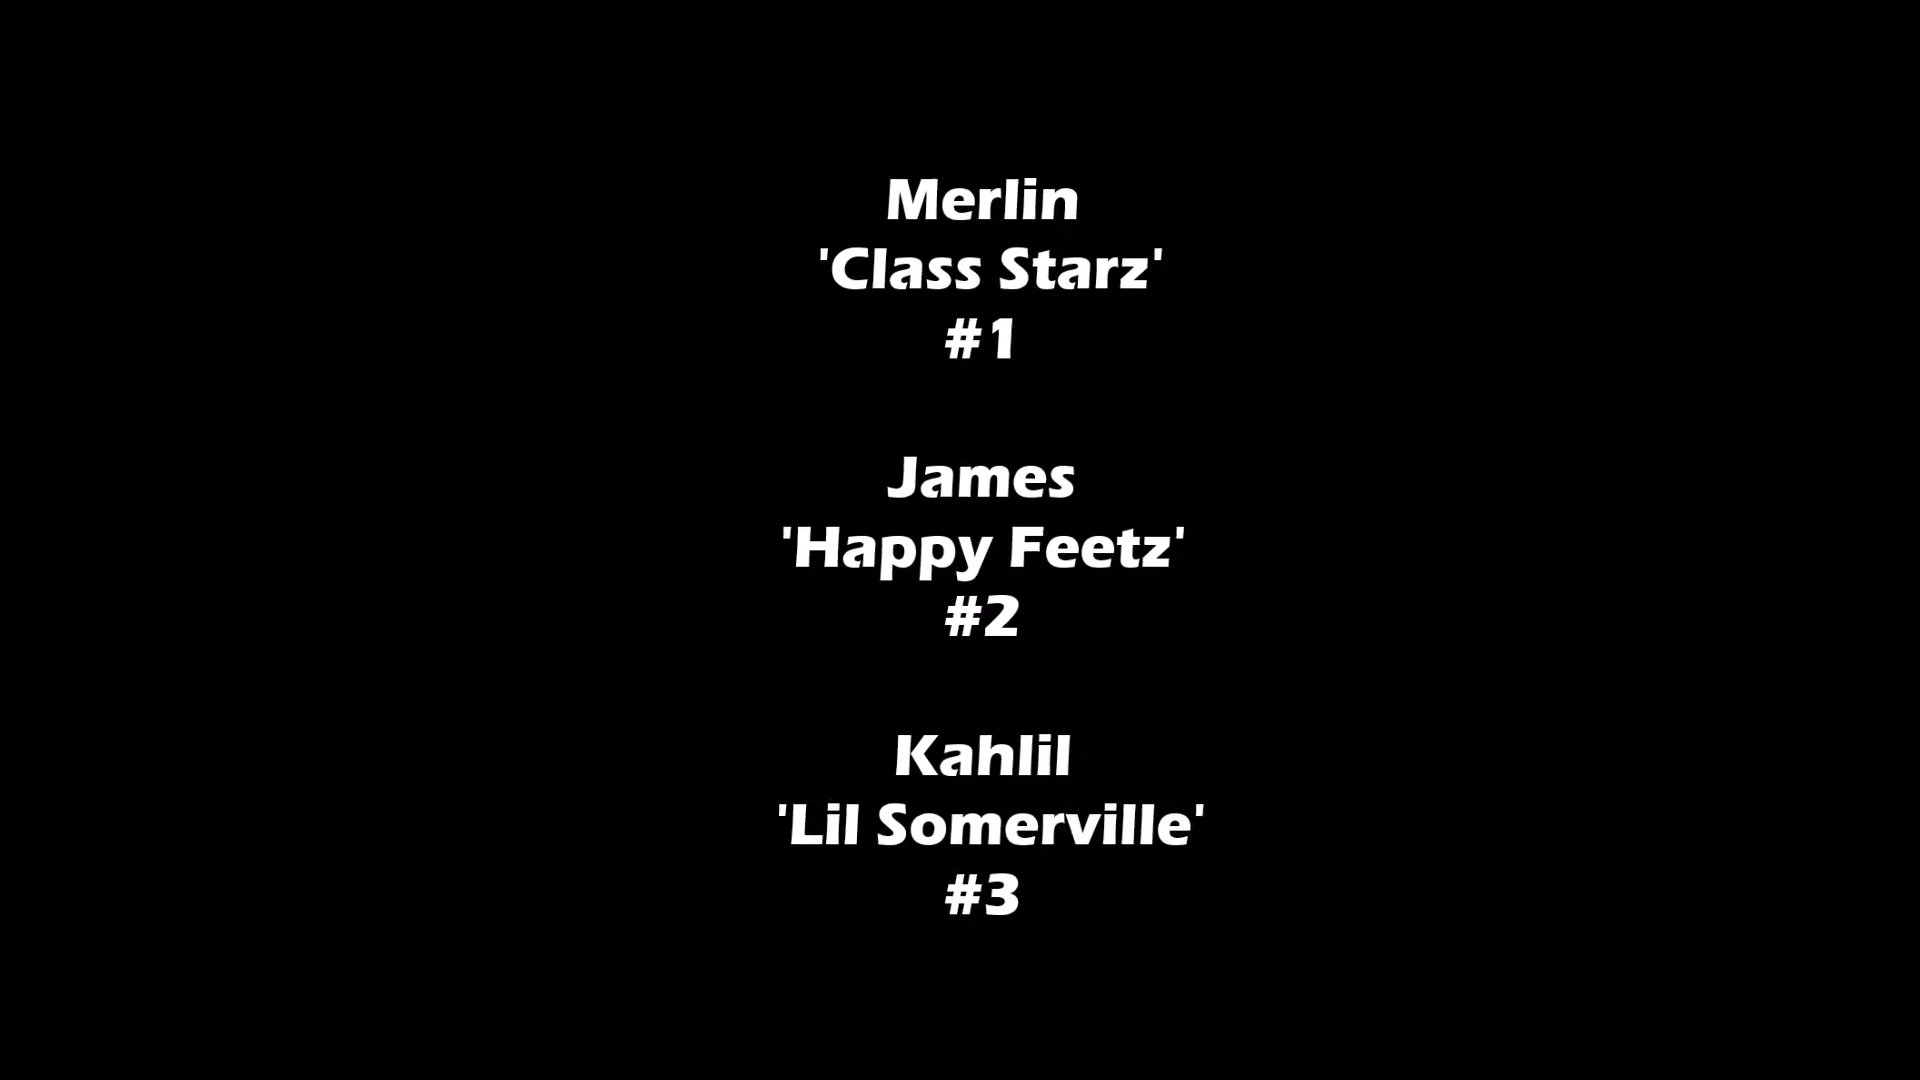 Merlin
'Class Starz'
#1
James
'Happy Feetz'
#2
Kahlil
'Lil Somerville'
#3